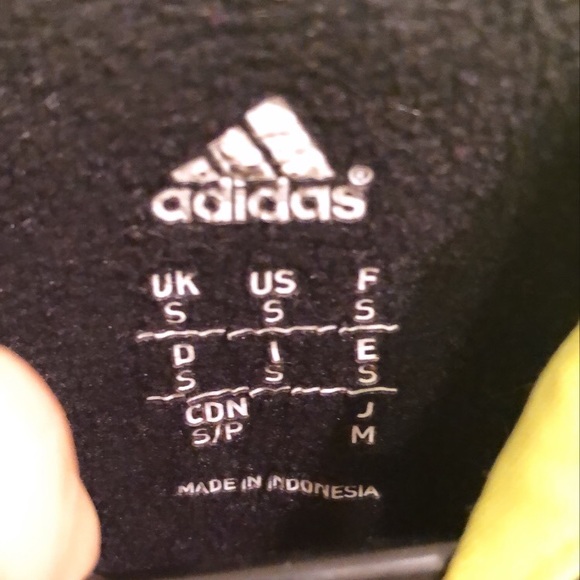 adidas®
UK US F
S S S
D I E
S S S
CDN J
S/P M
MADE IN INDONESIA